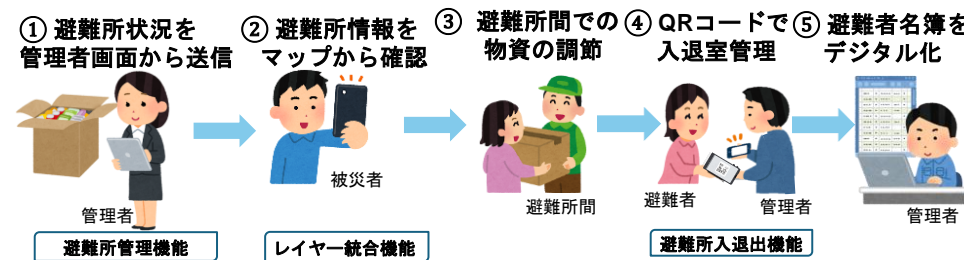 ① 避難所状況を
管理者画面から送信
管理者
避難所管理機能
② 避難所情報を
マップから確認
被災者
レイヤー統合機能
③ 避難所間での
物資の調節
避難所間
④ QRコードで
入退室管理
避難者
管理者
避難所入退出機能
⑤ 避難者名簿を
デジタル化
管理者